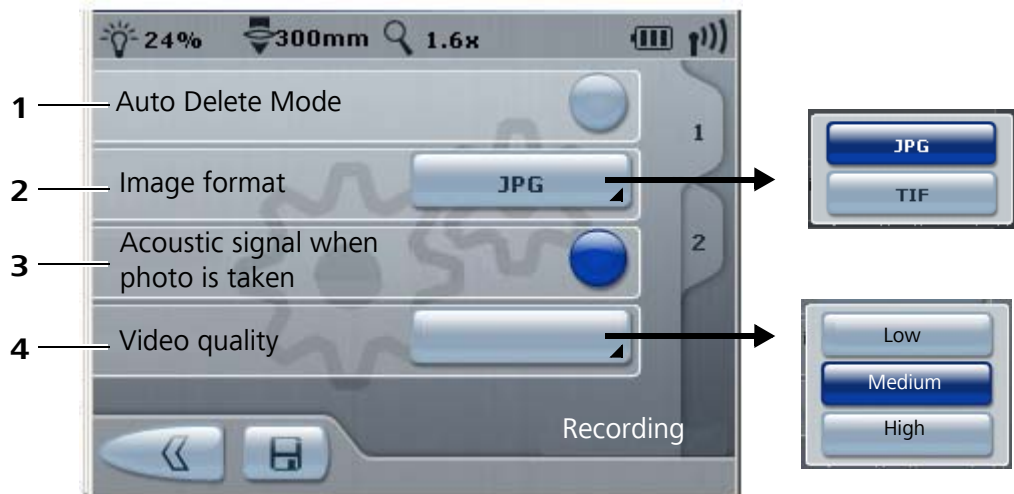 24% 300mm 1.6x
1 Auto Delete Mode
1
2 Image format JPG
JPG
TIF
3 Acoustic signal when
photo is taken
2
4 Video quality
Low
Medium
High
Recording